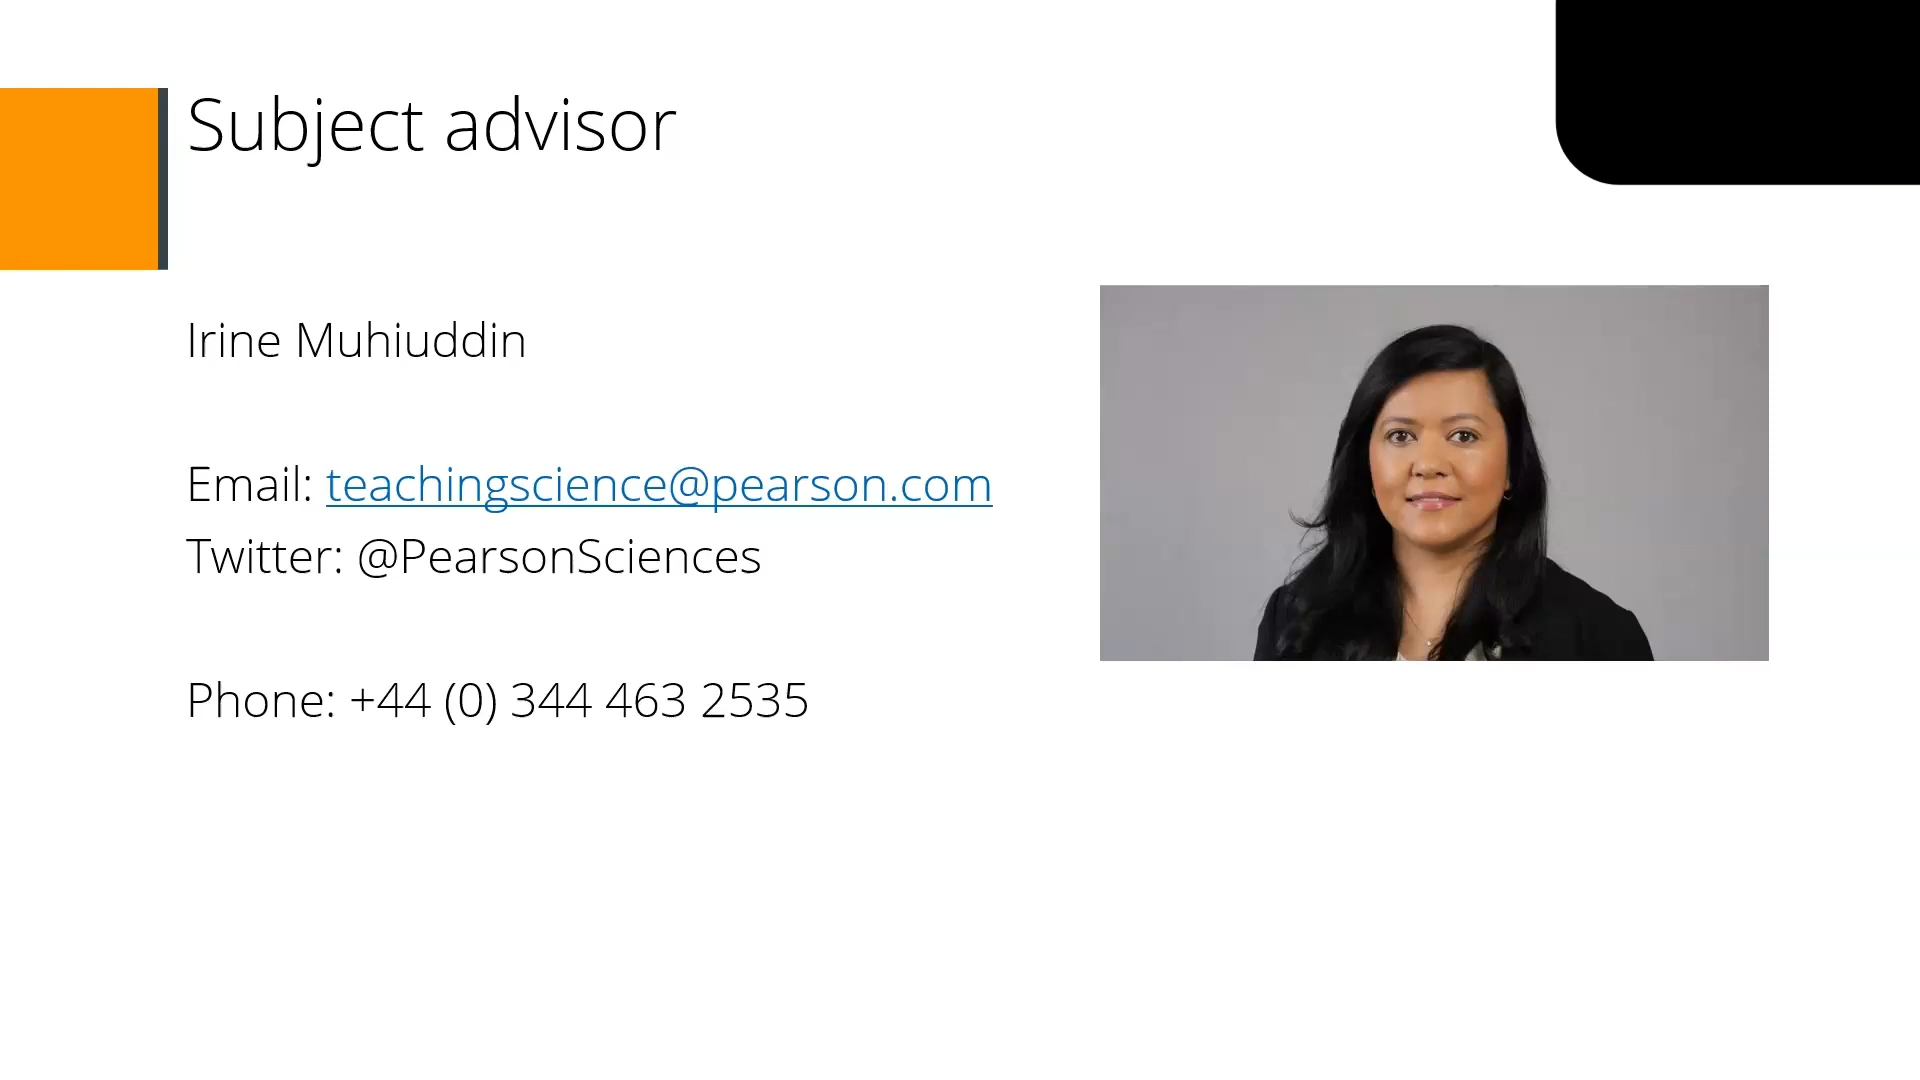 Subject advisor
Irine Muhiuddin
Email: teachingscience@pearson.com
Twitter: @PearsonSciences
Phone: +44 (0) 344 463 2535